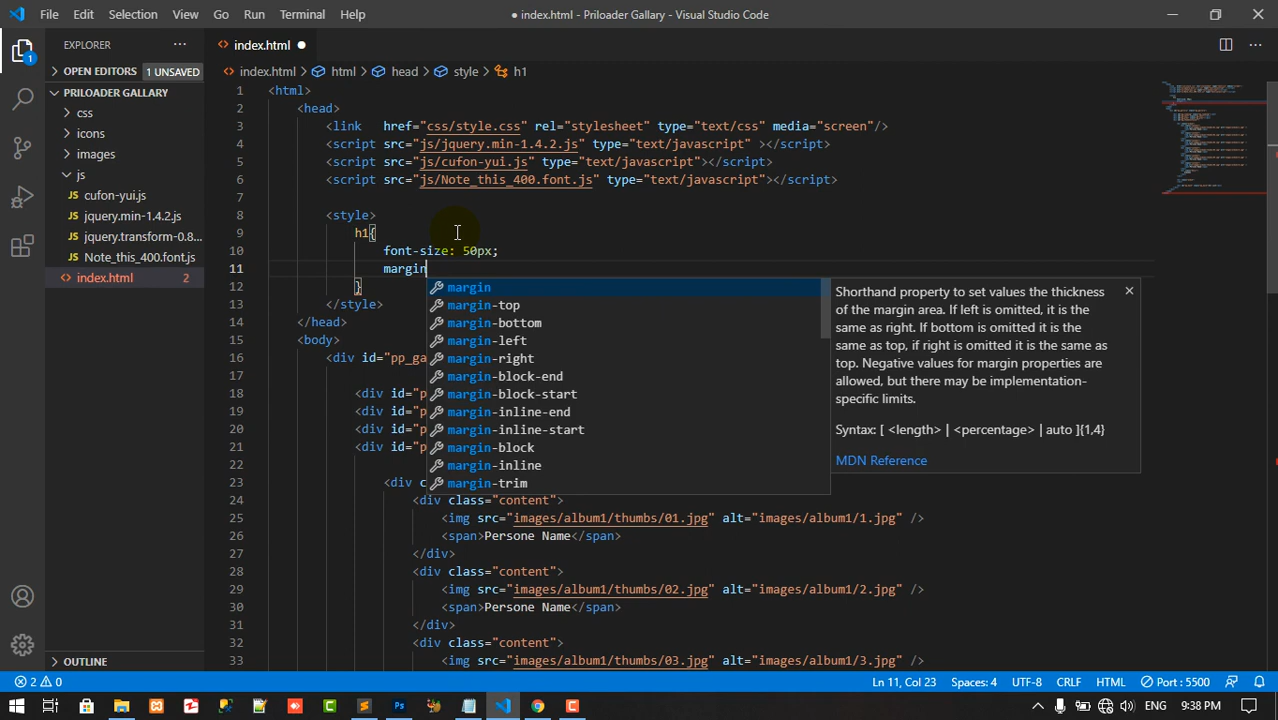 File Edit Selection View Go Run Terminal Help
● index.html - Priloader Gallary - Visual Studio Code
EXPLORER
index.html
OPEN EDITORS 1 UNSAVED
index.html > html > head > style > h1
PRILOADER GALLARY
css
icons
images
js
cufon-yui.js
jquery.min-1.4.2.js
jquery.transform-0.8...
Note_this_400.font.js
index.html 2
OUTLINE
1 <html>
2 <head>
3 <link   href="css/style.css" rel="stylesheet" type="text/css" media="screen"/>
4 <script src="js/jquery.min-1.4.2.js" type="text/javascript" ></script>
5 <script src="js/cufon-yui.js" type="text/javascript"></script>
6 <script src="js/Note_this_400.font.js" type="text/javascript"></script>
7
8 <style>
9 h1{
10 font-size: 50px;
11 margin
12 }
13 </style>
14 </head>
15 <body>
16 <div id="pp_ga
17
18 <div id="p
19 <div id="p
20 <div id="p
21 <div id="p
22
23 <div c
24 <div class="content">
25 <img src="images/album1/thumbs/01.jpg" alt="images/album1/1.jpg" />
26 <span>Persone Name</span>
27 </div>
28 <div class="content">
29 <img src="images/album1/thumbs/02.jpg" alt="images/album1/2.jpg" />
30 <span>Persone Name</span>
31 </div>
32 <div class="content">
33 <img src="images/album1/thumbs/03.jpg" alt="images/album1/3.jpg" />
margin
margin-top
margin-bottom
margin-left
margin-right
margin-block-end
margin-block-start
margin-inline-end
margin-inline-start
margin-block
margin-inline
margin-trim
Shorthand property to set values the thickness
of the margin area. If left is omitted, it is the
same as right. If bottom is omitted it is the
same as top, if right is omitted it is the same as
top. Negative values for margin properties are
allowed, but there may be implementation-
specific limits.
Syntax: [ <length> | <percentage> | auto ]{1,4}
MDN Reference
2 0
Ln 11, Col 23 Spaces: 4 UTF-8 CRLF HTML Port : 5500
ENG 9:38 PM